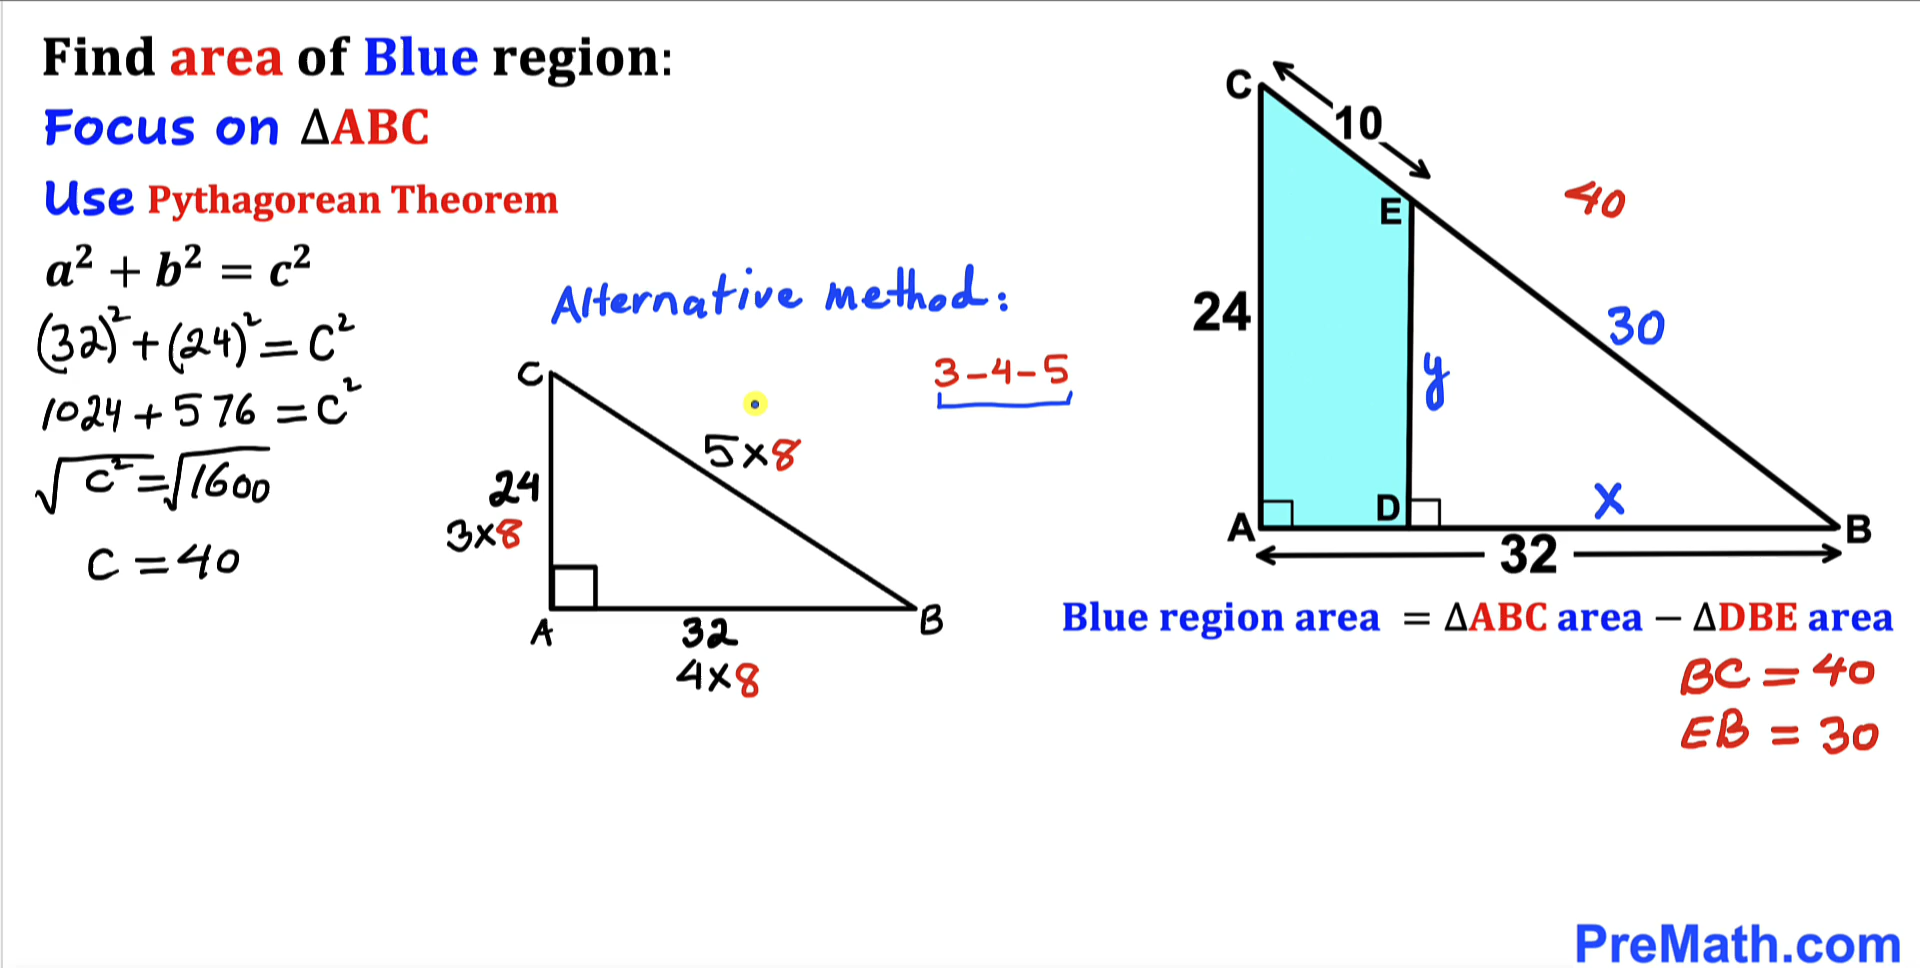 Find area of Blue region:
Focus on ΔABC
Use Pythagorean Theorem
a² + b² = c²
(32)² + (24)² = C²
1024 + 576 = C²
√C² = √1600
C = 40
Alternative method:
3-4-5
C
5×8
24
3×8
A
B
32
4×8
C
10
E
40
24
30
y
D
x
A
B
32
Blue region area = ΔABC area − ΔDBE area
BC = 40
EB = 30
PreMath.com